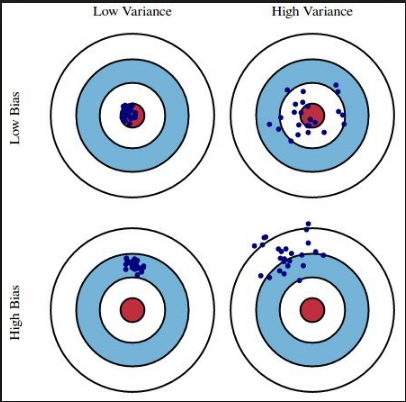 Low Variance
High Variance
Low Bias
High Bias